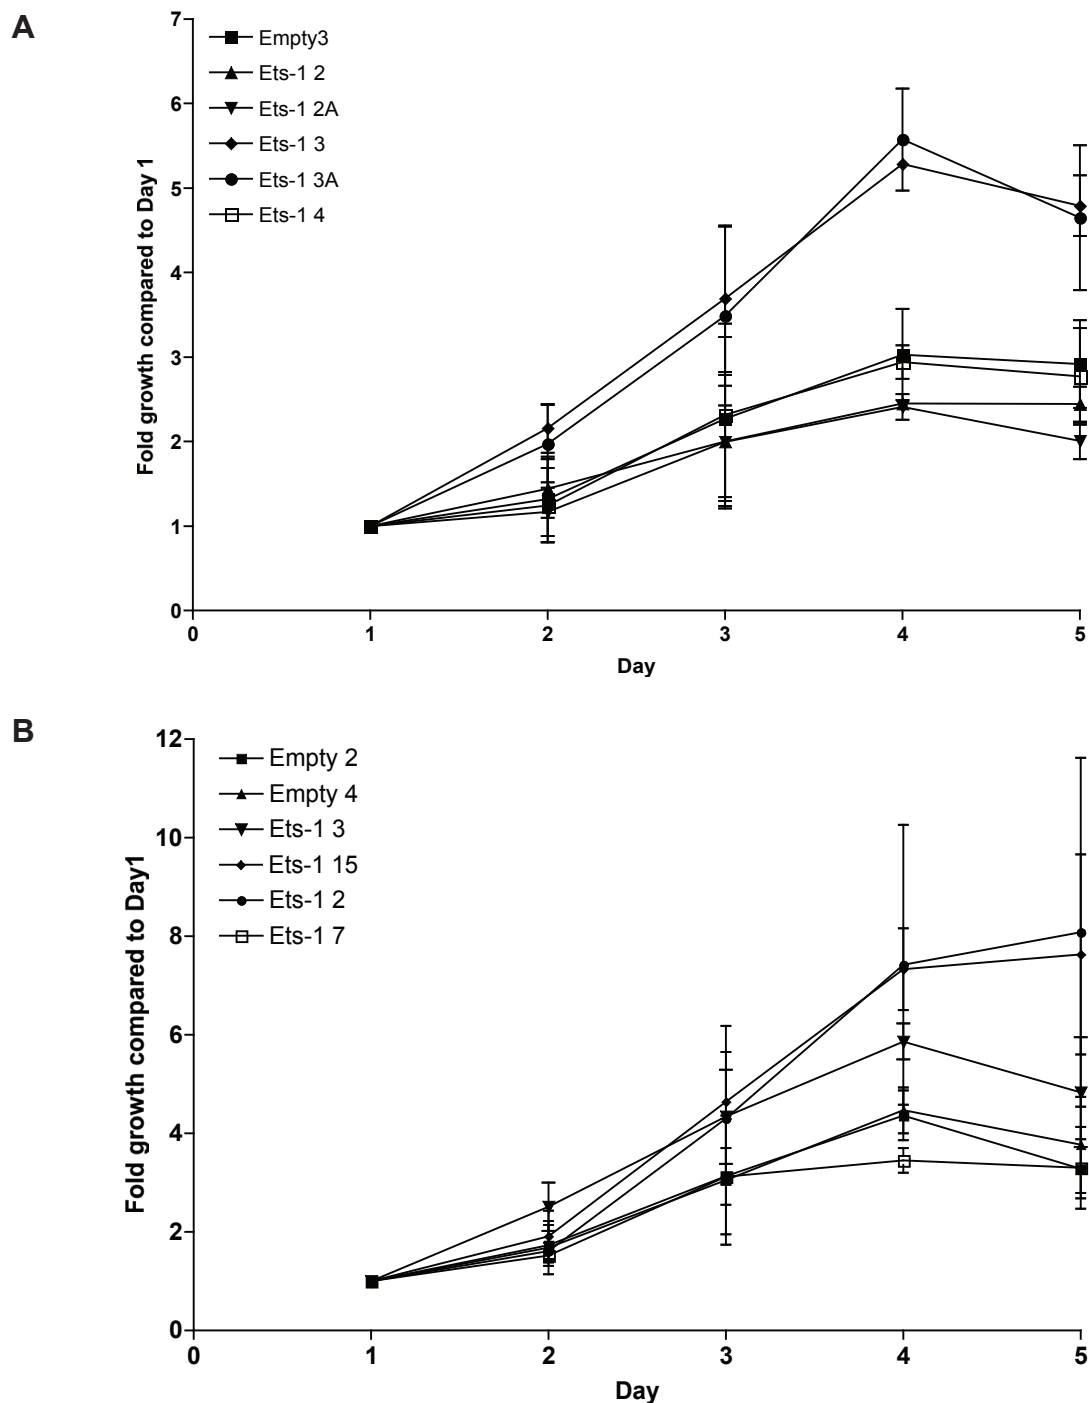 A
7
6
5
4
3
2
1
0
Fold growth compared to Day 1
Empty3
Ets-1 2
Ets-1 2A
Ets-1 3
Ets-1 3A
Ets-1 4
0 1 2 3 4 5
Day
B
12
10
8
6
4
2
0
Fold growth compared to Day1
Empty 2
Empty 4
Ets-1 3
Ets-1 15
Ets-1 2
Ets-1 7
0 1 2 3 4 5
Day